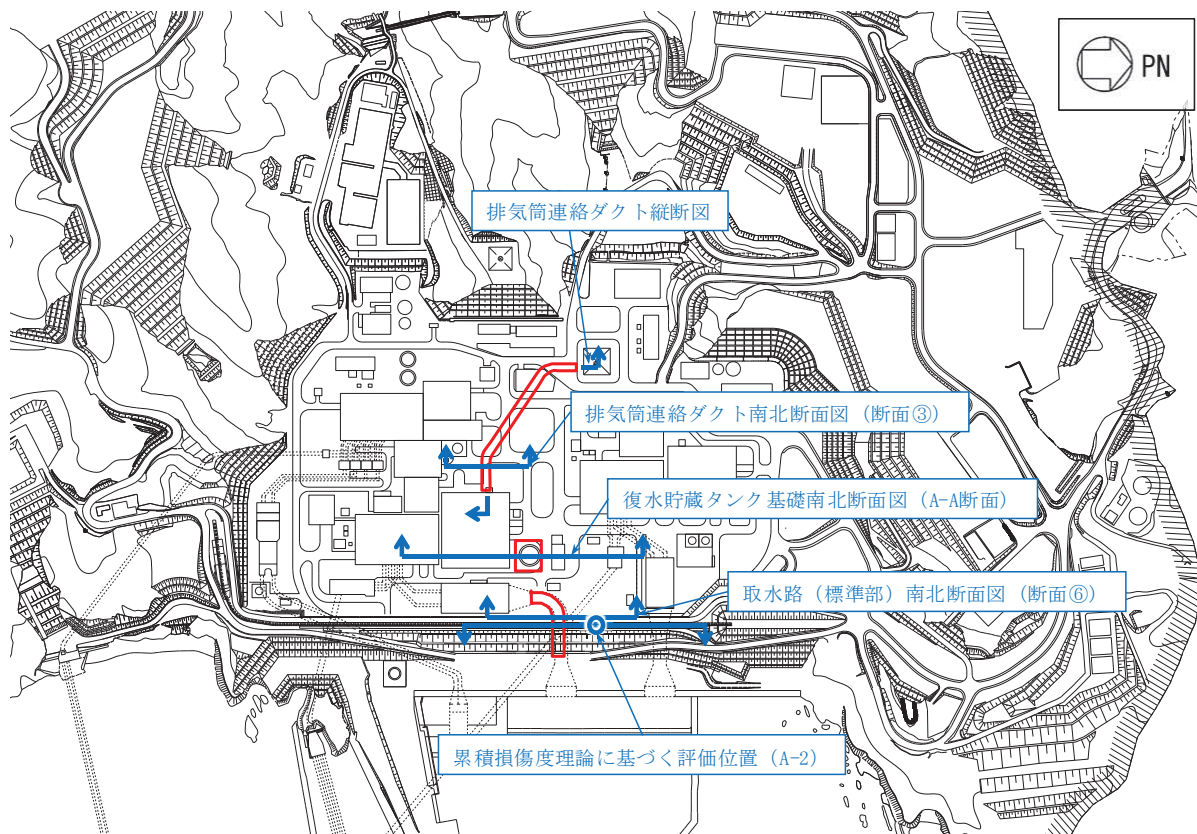 PN
排気筒連絡ダクト縦断図
排気筒連絡ダクト南北断面図（断面③）
復水貯蔵タンク基礎南北断面図（A-A断面）
取水路（標準部）南北断面図（断面⑥）
累積損傷度理論に基づく評価位置（A-2）